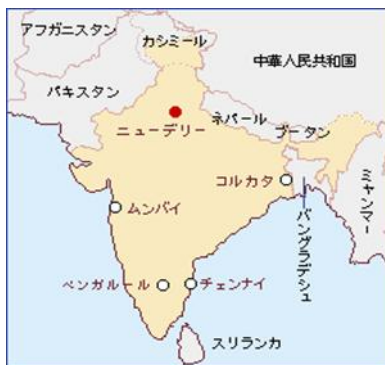 アフガニスタン
カシミール
中華人民共和国
パキスタン
ネパール
ブータン
ニューデリー
ミャンマー
コルカタ
ムンバイ
バングラデシュ
ベンガルール
チェンナイ
スリランカ